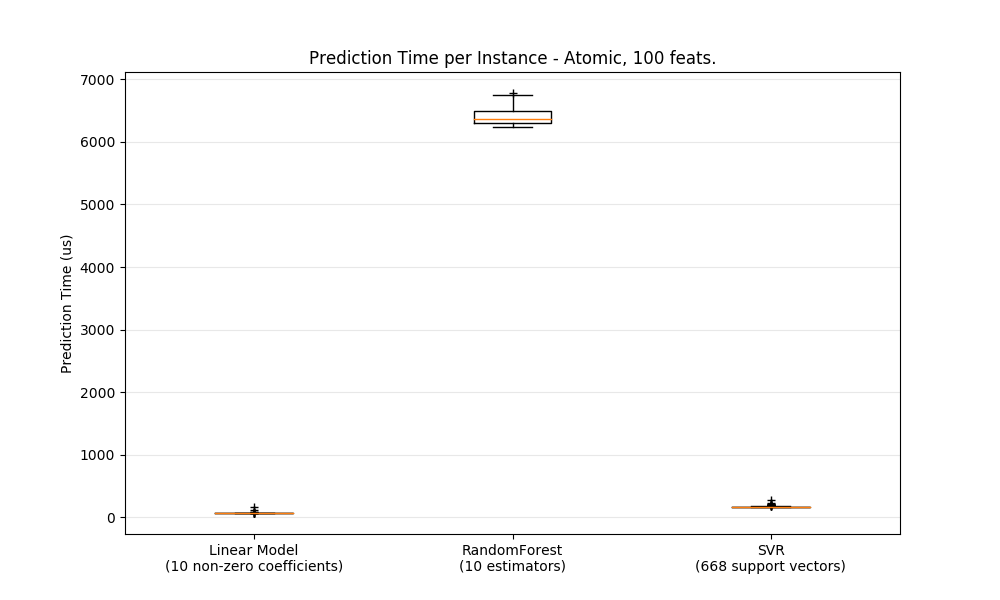 Prediction Time per Instance - Atomic, 100 feats.
7000
6000
5000
4000
3000
2000
1000
0
Prediction Time (us)
Linear Model
(10 non-zero coefficients)
RandomForest
(10 estimators)
SVR
(668 support vectors)